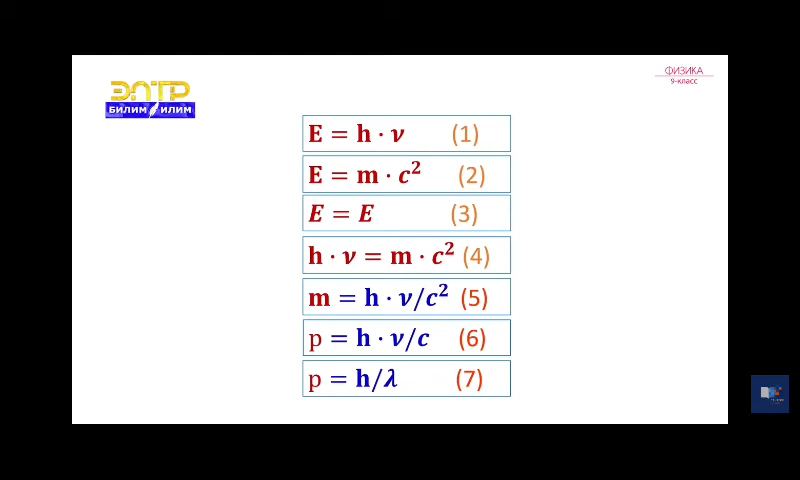 ФИЗИКА
9-класс
ЭЛТР
БИЛИМ ИЛИМ
E = h · ν (1)
E = m · c² (2)
E = E (3)
h · ν = m · c² (4)
m = h · ν/c² (5)
p = h · ν/c (6)
p = h/λ (7)